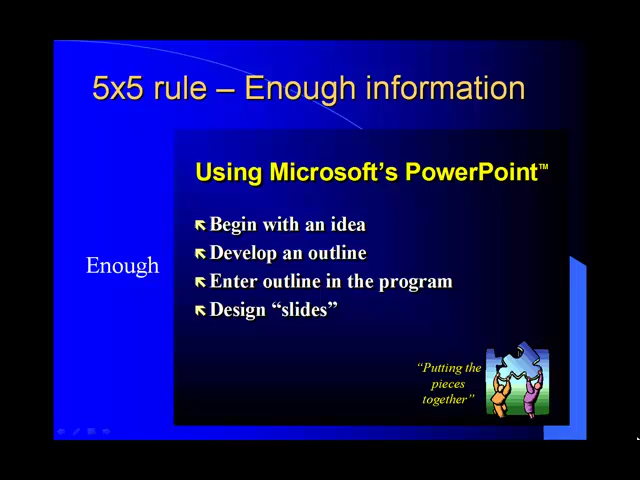 5x5 rule – Enough information
Using Microsoft's PowerPoint™
Begin with an idea
Develop an outline
Enough
Enter outline in the program
Design “slides”
“Putting the
pieces
together”